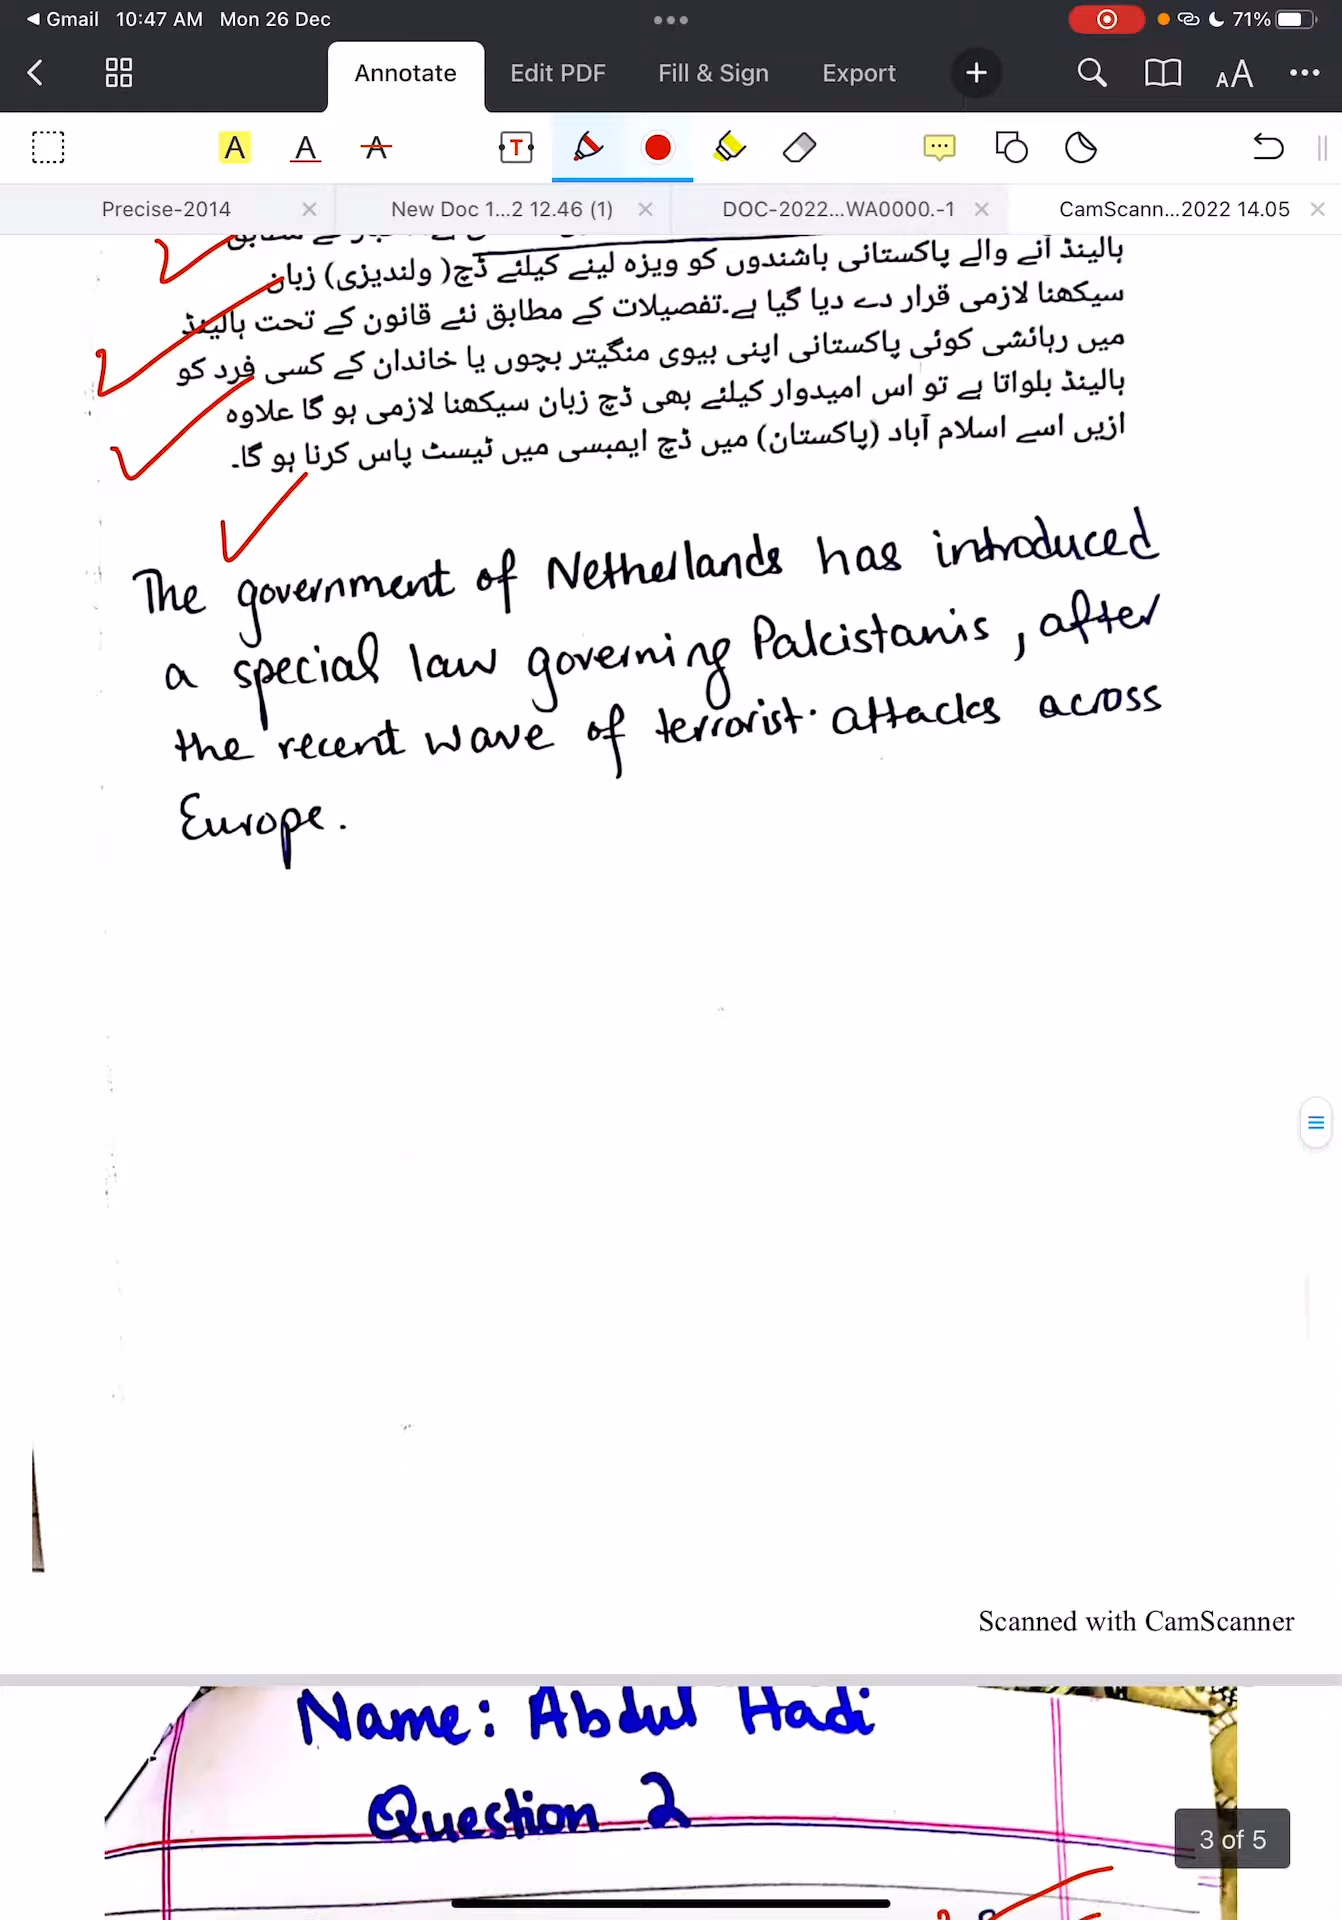 Gmail 10:47 AM Mon 26 Dec
71%
Annotate Edit PDF Fill & Sign Export
A A A T AA
Precise-2014 New Doc 1...2 12.46 (1) DOC-2022...WA0000.-1 CamScann...2022 14.05
ہالینڈ آنے والے پاکستانی باشندوں کو ویزہ لینے کیلئے ڈچ( ولندیزی) زبان
سیکھنا لازمی قرار دے دیا گیا ہے۔تفصیلات کے مطابق نئے قانون کے تحت ہالینڈ
میں رہائشی کوئی پاکستانی اپنی بیوی منگیتر بچوں یا خاندان کے کسی فرد کو
ہالینڈ بلواتا ہے تو اس امیدوار کیلئے بھی ڈچ زبان سیکھنا لازمی ہو گا علاوہ
ازیں اسے اسلام آباد (پاکستان) میں ڈچ ایمبسی میں ٹیسٹ پاس کرنا ہو گا۔
The government of Netherlands has introduced
a special law governing Pakistanis, after
the recent wave of terrorist attacks across
Europe.
Scanned with CamScanner
Name: Abdul Hadi
Question 2
3 of 5